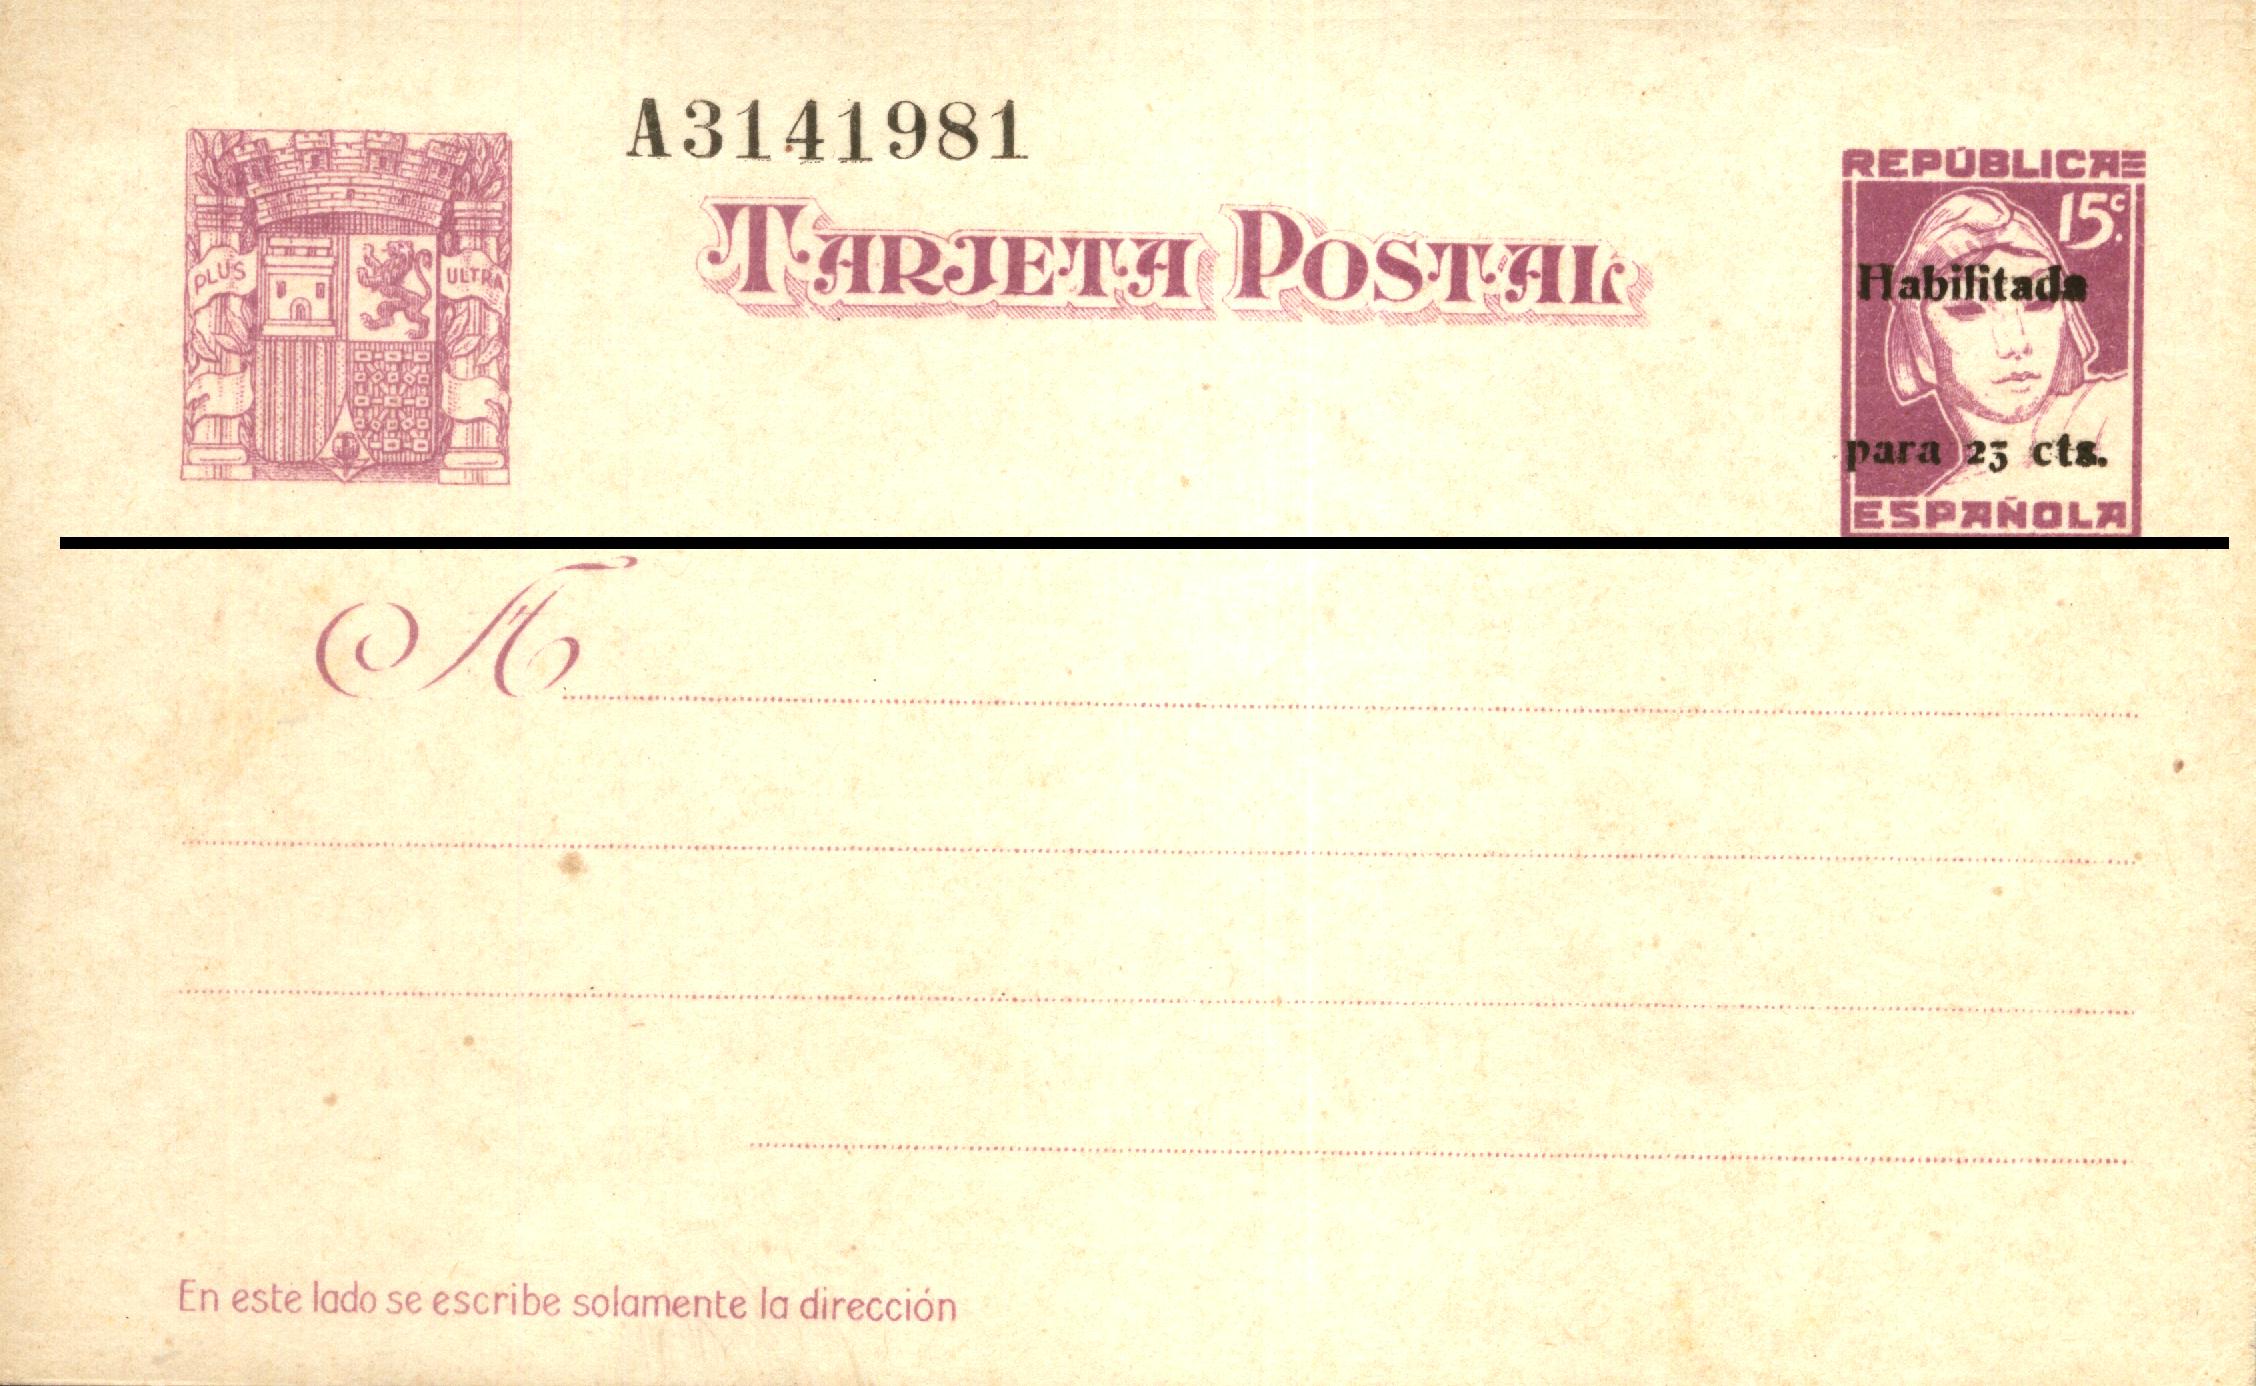 A3141981
PLUS ULTRA
TARJETA POSTAL
REPÚBLICA
15c.
Habilitado
para 25 cts.
ESPAÑOLA
A
En este lado se escribe solamente la dirección